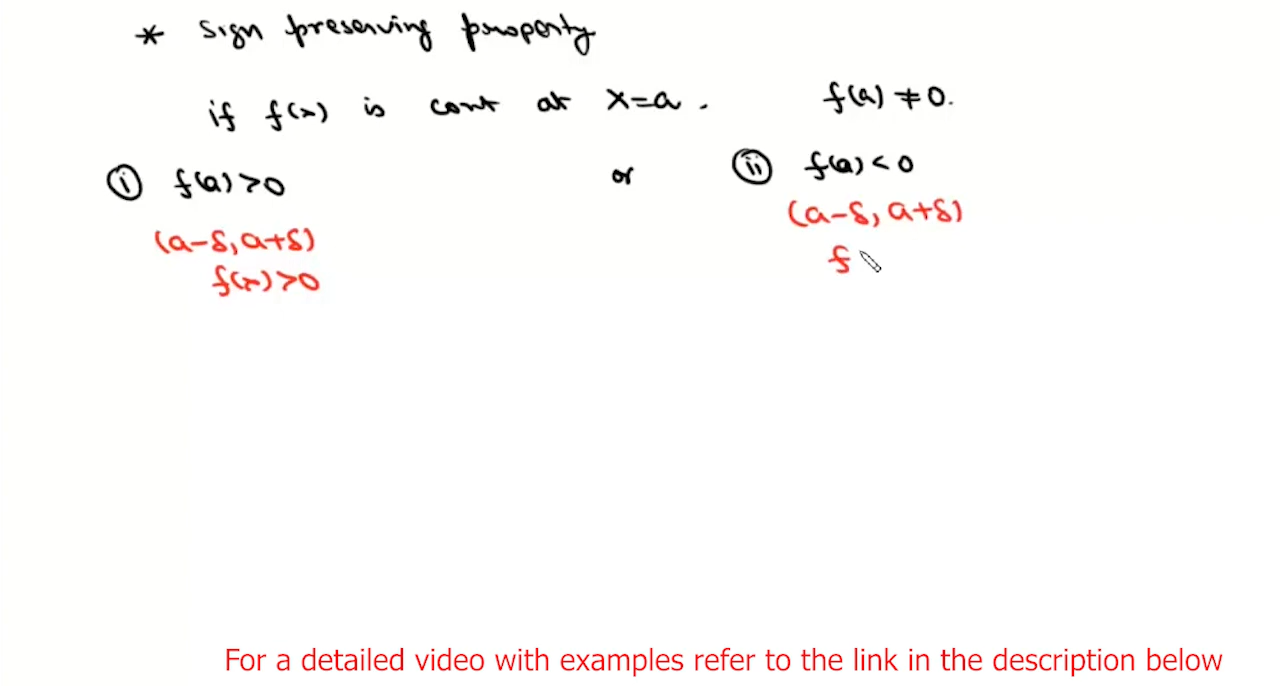 * Sign preserving property
if f(x) is cont at x=a. f(a) ≠ 0.
(i) f(a) > 0 or (ii) f(a) < 0
(a-δ, a+δ) (a-δ, a+δ)
f(x) > 0 f
For a detailed video with examples refer to the link in the description below